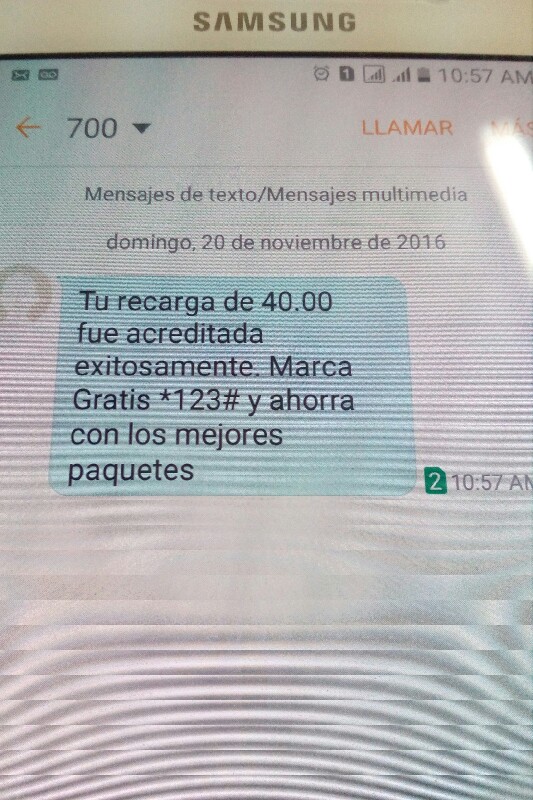 SAMSUNG
1 10:57 AM
700 LLAMAR MÁS
Mensajes de texto/Mensajes multimedia
domingo, 20 de noviembre de 2016
Tu recarga de 40.00
fue acreditada
exitosamente. Marca
Gratis *123# y ahorra
con los mejores
paquetes
2 10:57 AM